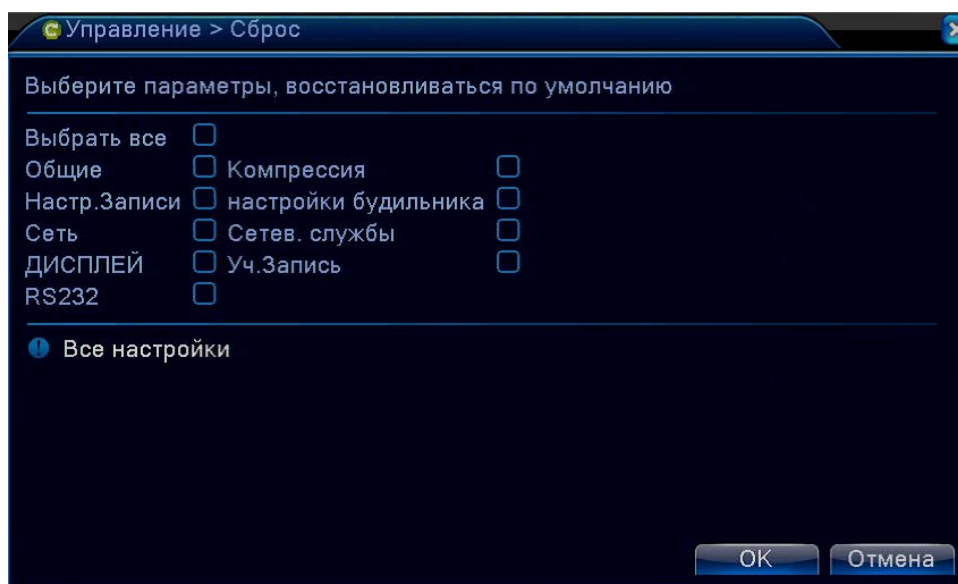 Управление > Сброс
Выберите параметры, восстановливаться по умолчанию
Выбрать все
Общие Компрессия
Настр.Записи настройки будильника
Сеть Сетев. службы
ДИСПЛЕЙ Уч.Запись
RS232
Все настройки
OK Отмена